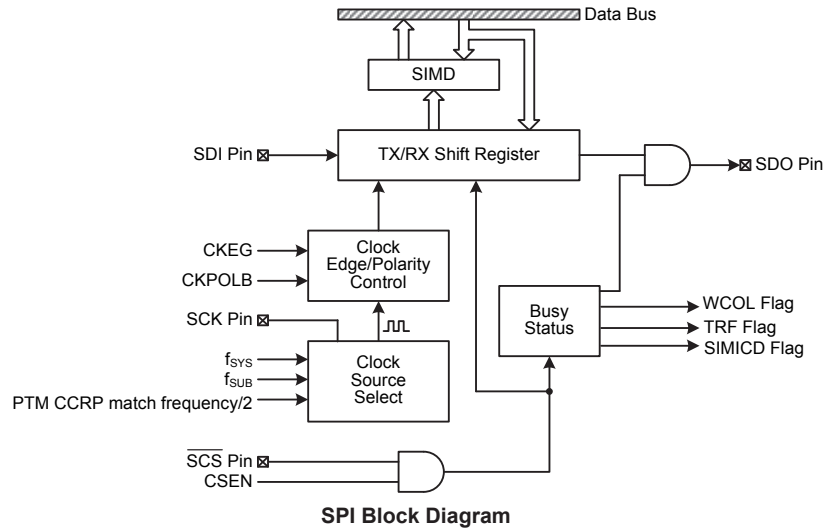 Data Bus
SIMD
SDI Pin
TX/RX Shift Register
SDO Pin
CKEG
CKPOLB
Clock
Edge/Polarity
Control
SCK Pin
Busy
Status
WCOL Flag
TRF Flag
SIMICD Flag
fSYS
fSUB
PTM CCRP match frequency/2
Clock
Source
Select
SCS Pin
CSEN
SPI Block Diagram